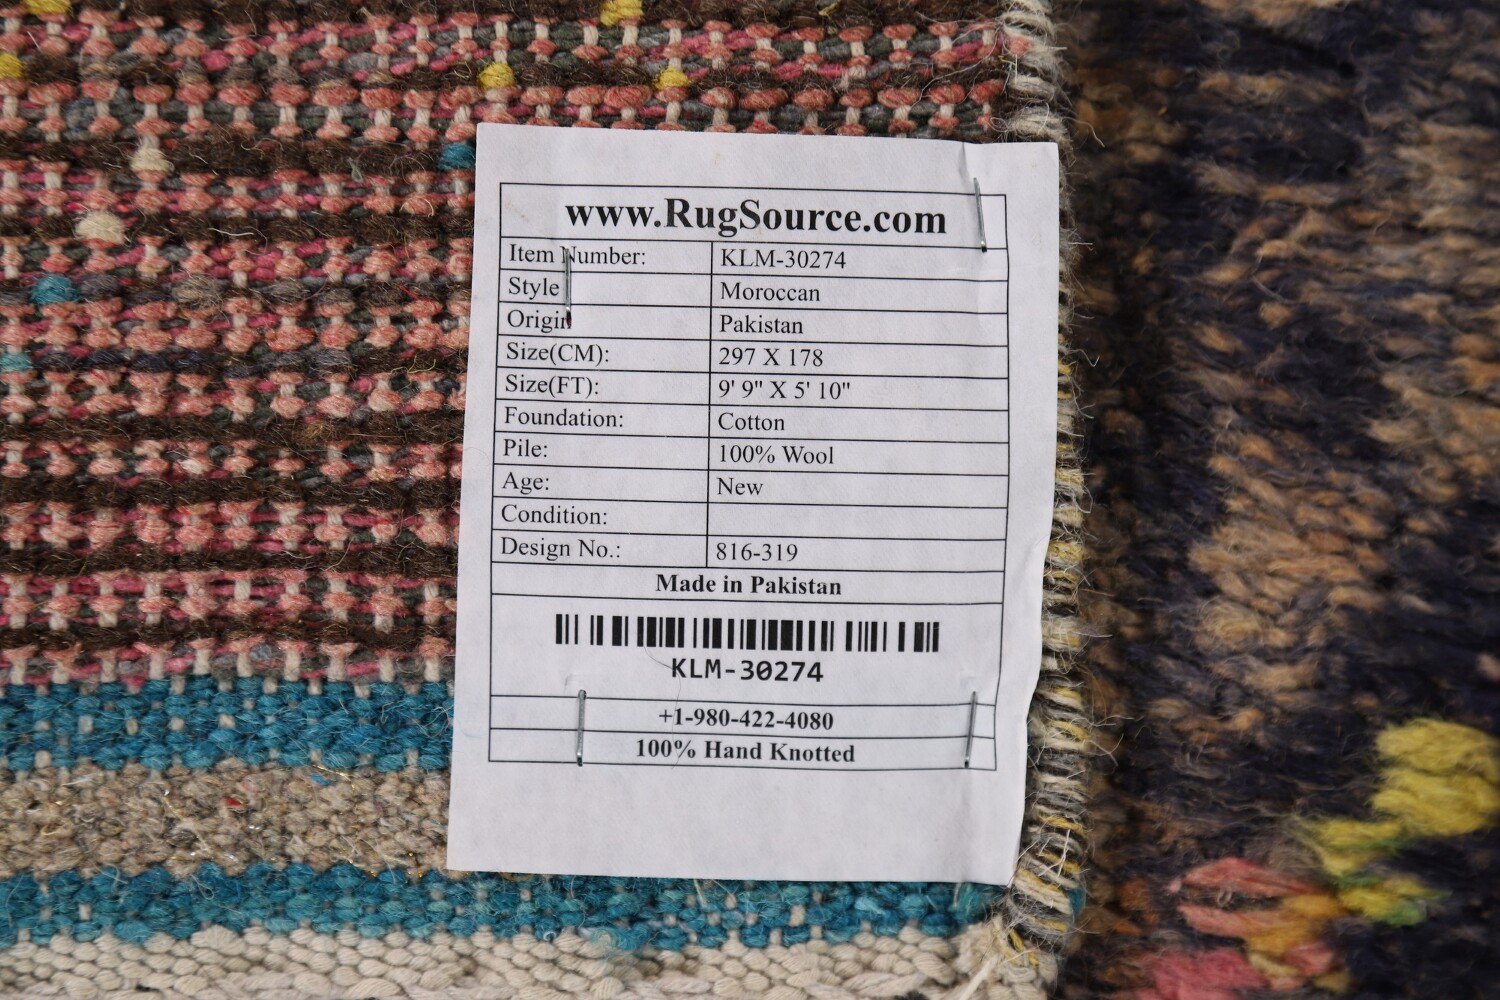 www.RugSource.com
Item Number: KLM-30274
Style Moroccan
Origin Pakistan
Size(CM): 297 X 178
Size(FT): 9' 9" X 5' 10"
Foundation: Cotton
Pile: 100% Wool
Age: New
Condition:
Design No.: 816-319
Made in Pakistan
KLM-30274
+1-980-422-4080
100% Hand Knotted